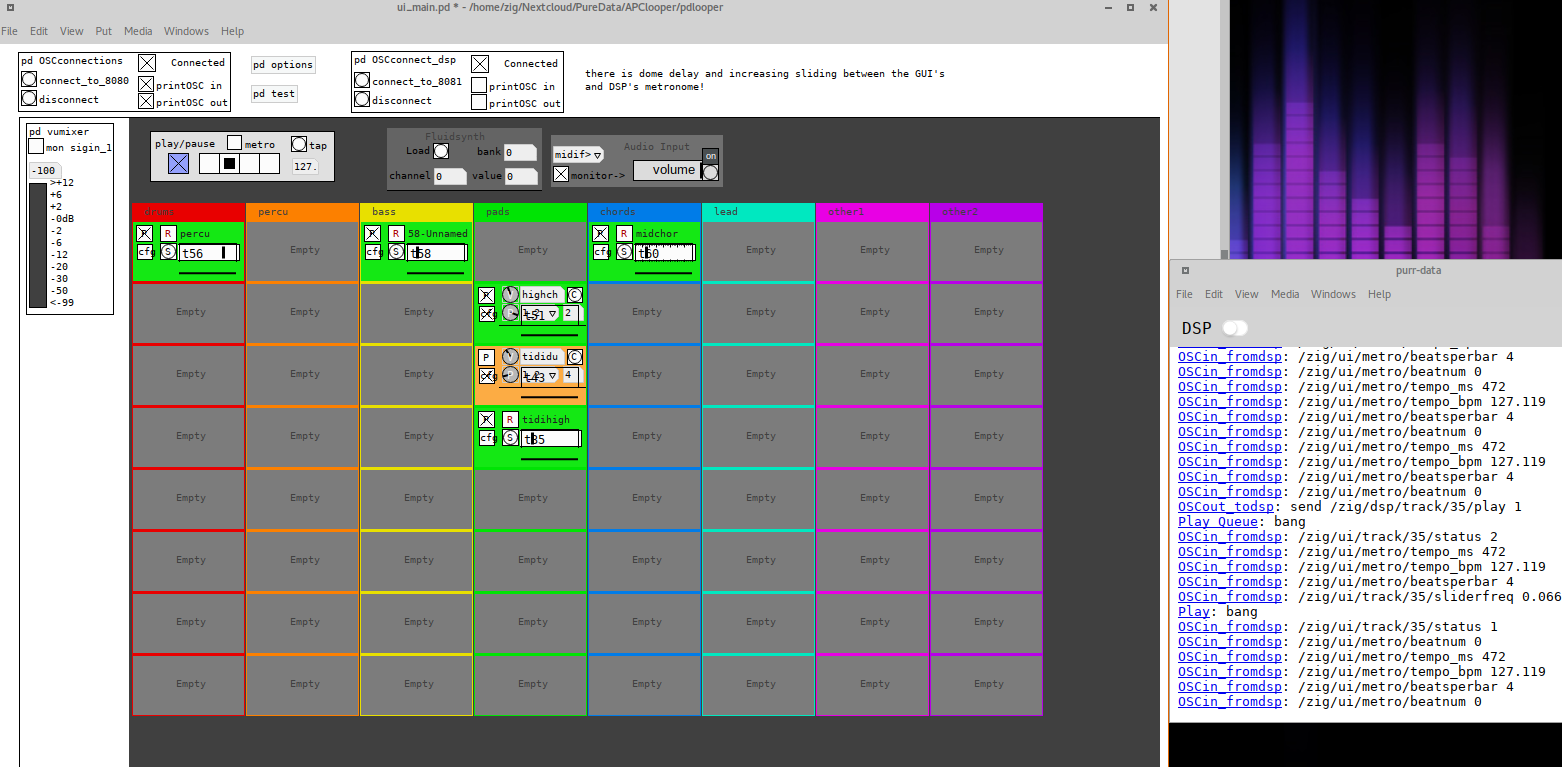 ui_main.pd * - /home/zig/Nextcloud/PureData/APClooper/pdlooper
File Edit View Put Media Windows Help
pd OSCconnections
Connected
connect_to_8080
printOSC in
disconnect
printOSC out
pd options
pd test
pd OSCconnect_dsp
Connected
connect_to_8081
printOSC in
disconnect
printOSC out
there is dome delay and increasing sliding between the GUI's
and DSP's metronome!
pd vumixer
mon sigin_1
-100
>+12
+6
+2
-0dB
-2
-6
-12
-20
-30
-50
<-99
play/pause metro tap
127.
Fluidsynth
Load bank 0
channel 0 value 0
Audio Input
midif>
on
monitor-> volume
drums percu bass pads chords lead other1 other2
P R percu
cfg S t56
Empty
P R 58-Unnamed
cfg S t58
Empty
P R midchor
cfg S t60
Empty Empty Empty
Empty Empty Empty
P highch C
cfg t51 2
Empty Empty Empty Empty
Empty Empty Empty
P tididu C
cfg t43 4
Empty Empty Empty Empty
Empty Empty Empty
P R tidihigh
cfg S t85
Empty Empty Empty Empty
Empty Empty Empty Empty Empty Empty Empty Empty
Empty Empty Empty Empty Empty Empty Empty Empty
Empty Empty Empty Empty Empty Empty Empty Empty
Empty Empty Empty Empty Empty Empty Empty Empty
purr-data
File Edit View Media Windows Help
DSP
OSCin_fromdsp: /zig/ui/metro/beatsperbar 4
OSCin_fromdsp: /zig/ui/metro/beatnum 0
OSCin_fromdsp: /zig/ui/metro/tempo_ms 472
OSCin_fromdsp: /zig/ui/metro/tempo_bpm 127.119
OSCin_fromdsp: /zig/ui/metro/beatsperbar 4
OSCin_fromdsp: /zig/ui/metro/beatnum 0
OSCin_fromdsp: /zig/ui/metro/tempo_ms 472
OSCin_fromdsp: /zig/ui/metro/tempo_bpm 127.119
OSCin_fromdsp: /zig/ui/metro/beatsperbar 4
OSCin_fromdsp: /zig/ui/metro/beatnum 0
OSCout_todsp: send /zig/dsp/track/35/play 1
Play Queue: bang
OSCin_fromdsp: /zig/ui/track/35/status 2
OSCin_fromdsp: /zig/ui/metro/tempo_ms 472
OSCin_fromdsp: /zig/ui/metro/tempo_bpm 127.119
OSCin_fromdsp: /zig/ui/metro/beatsperbar 4
OSCin_fromdsp: /zig/ui/track/35/sliderfreq 0.066
Play: bang
OSCin_fromdsp: /zig/ui/track/35/status 1
OSCin_fromdsp: /zig/ui/metro/beatnum 0
OSCin_fromdsp: /zig/ui/metro/tempo_ms 472
OSCin_fromdsp: /zig/ui/metro/tempo_bpm 127.119
OSCin_fromdsp: /zig/ui/metro/beatsperbar 4
OSCin_fromdsp: /zig/ui/metro/beatnum 0